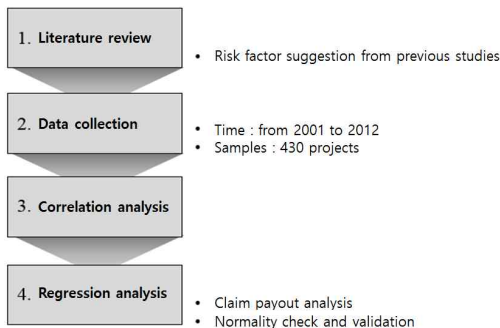 1. Literature review
• Risk factor suggestion from previous studies
2. Data collection
• Time : from 2001 to 2012
• Samples : 430 projects
3. Correlation analysis
4. Regression analysis
• Claim payout analysis
• Normality check and validation